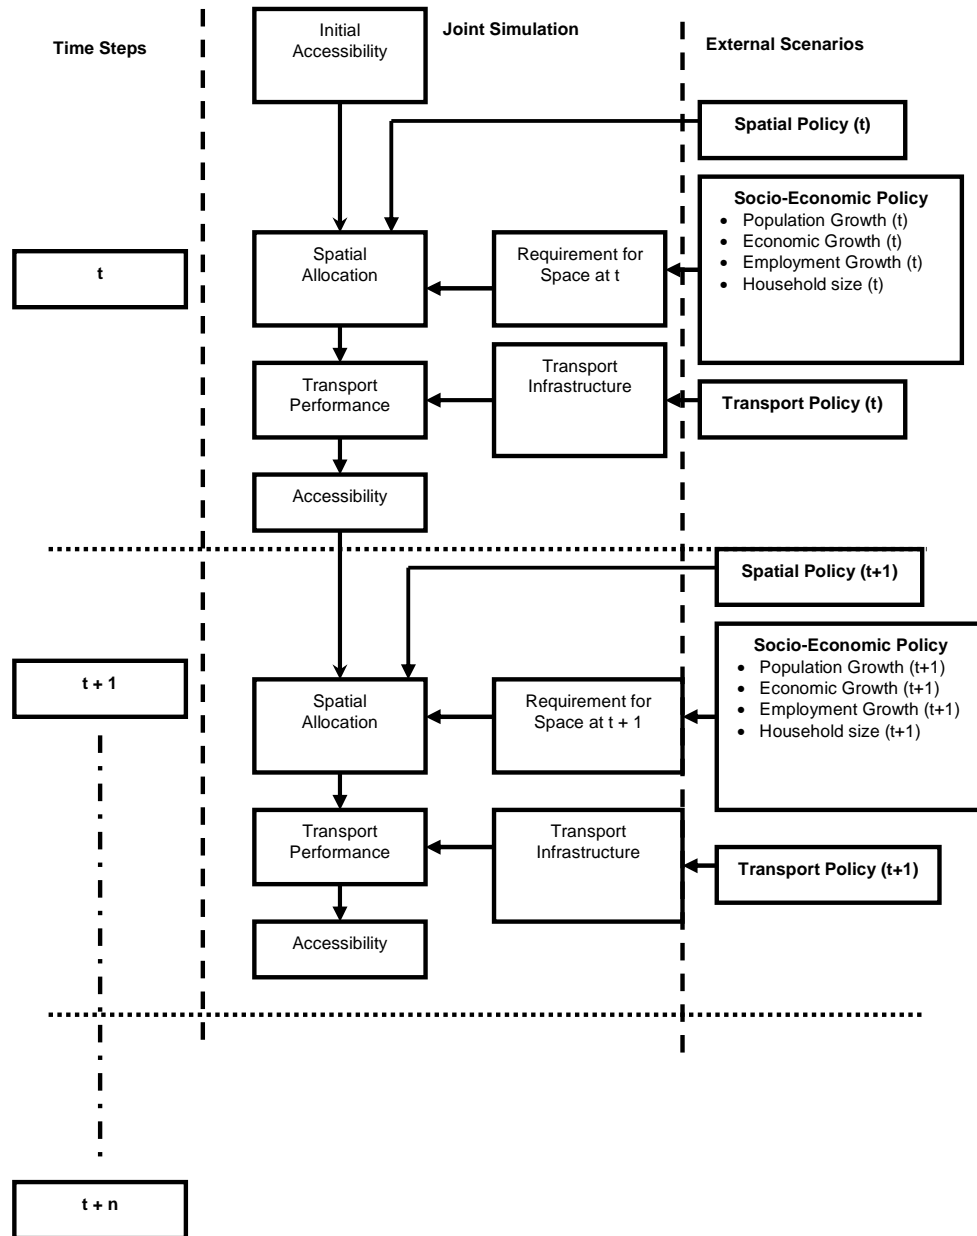 Time Steps
Joint Simulation
External Scenarios
Initial
Accessibility
Spatial Policy (t)
Socio-Economic Policy
• Population Growth (t)
• Economic Growth (t)
• Employment Growth (t)
• Household size (t)
t
Spatial
Allocation
Requirement for
Space at t
Transport
Performance
Transport
Infrastructure
Transport Policy (t)
Accessibility
Spatial Policy (t+1)
Socio-Economic Policy
• Population Growth (t+1)
• Economic Growth (t+1)
• Employment Growth (t+1)
• Household size (t+1)
t + 1
Spatial
Allocation
Requirement for
Space at t + 1
Transport
Performance
Transport
Infrastructure
Transport Policy (t+1)
Accessibility
t + n